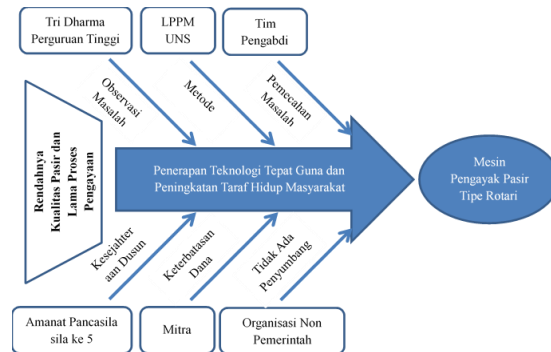 Tri Dharma
Perguruan Tinggi
LPPM
UNS
Tim
Pengabdi
Observasi
Masalah
Metode
Pemecahan
Masalah
Rendahnya
Kualitas Pasir dan
Lama Proses
Pengayaan
Penerapan Teknologi Tepat Guna dan
Peningkatan Taraf Hidup Masyarakat
Mesin
Pengayak Pasir
Tipe Rotari
Kesejahter
aan Dusun
Keterbatasan
Dana
Tidak Ada
Penyumbang
Amanat Pancasila
sila ke 5
Mitra
Organisasi Non
Pemerintah